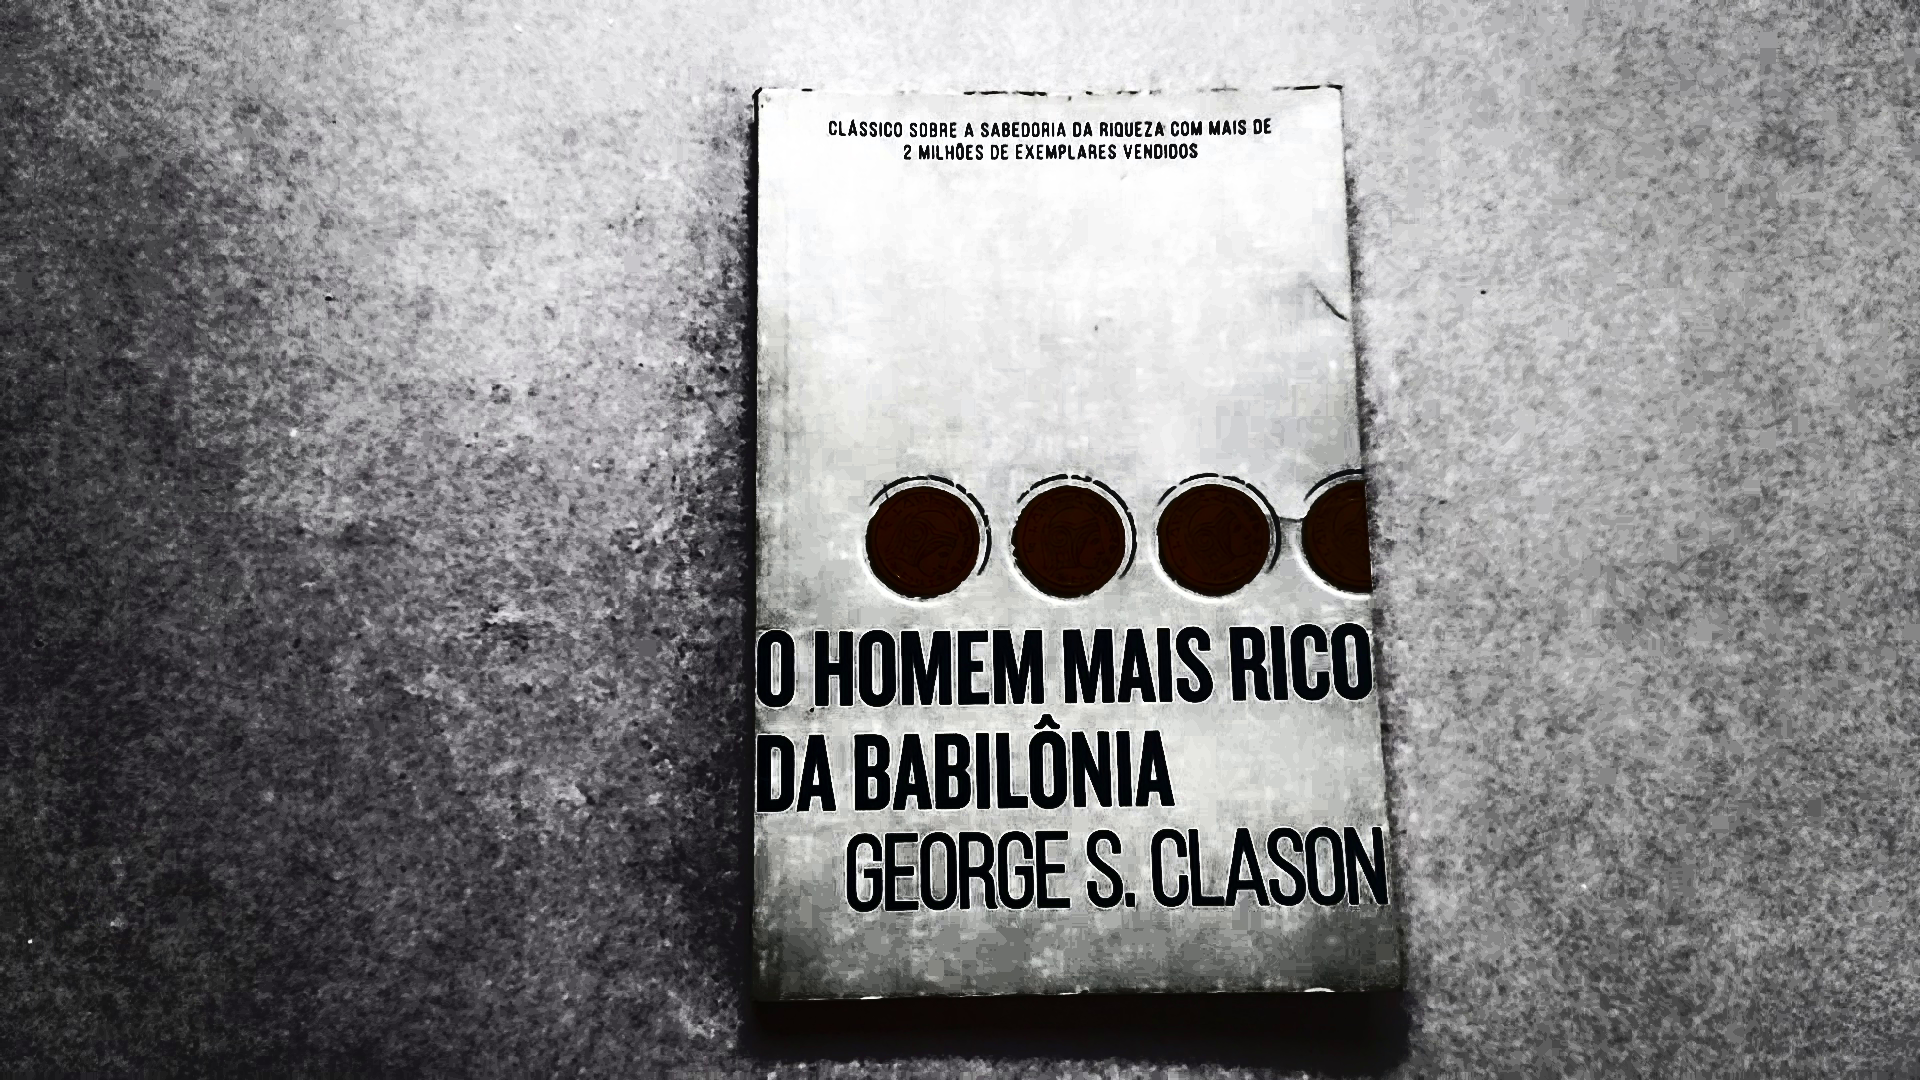 CLÁSSICO SOBRE A SABEDORIA DA RIQUEZA COM MAIS DE
2 MILHÕES DE EXEMPLARES VENDIDOS
O HOMEM MAIS RICO
DA BABILÔNIA
GEORGE S. CLASON